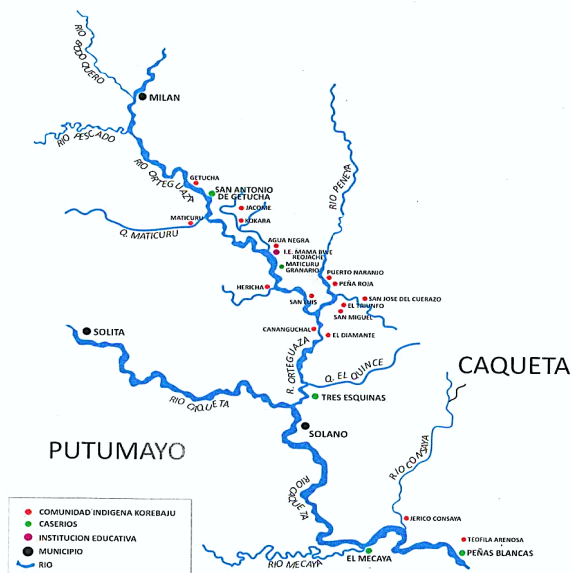 RIO BODOQUERO
MILAN
RIO PESCADO
RIO ORTEGUAZA
GETUCHA
SAN ANTONIO
DE GETUCHA
JACOME
KOKARA
RIO PENEYA
MATICURU
Q. MATICURU
AGUA NEGRA
I.E. MAMA BWE
REOJACHE
MATICURU
GRANARIO
PUERTO NARANJO
PEÑA ROJA
HERICHA
SAN LUIS
SAN JOSE DEL CUERAZO
EL TRIUNFO
SAN MIGUEL
CANANGUCHAL
EL DIAMANTE
SOLITA
R. ORTEGUAZA
Q. EL QUINCE
CAQUETA
RIO CAQUETA
TRES ESQUINAS
SOLANO
PUTUMAYO
RIO CONSAYA
RIO CAQUETA
JERICO CONSAYA
TEOFILA ARENOSA
PEÑAS BLANCAS
EL MECAYA
RIO MECAYA
COMUNIDAD INDIGENA KOREBAJU
CASERIOS
INSTITUCION EDUCATIVA
MUNICIPIO
RIO